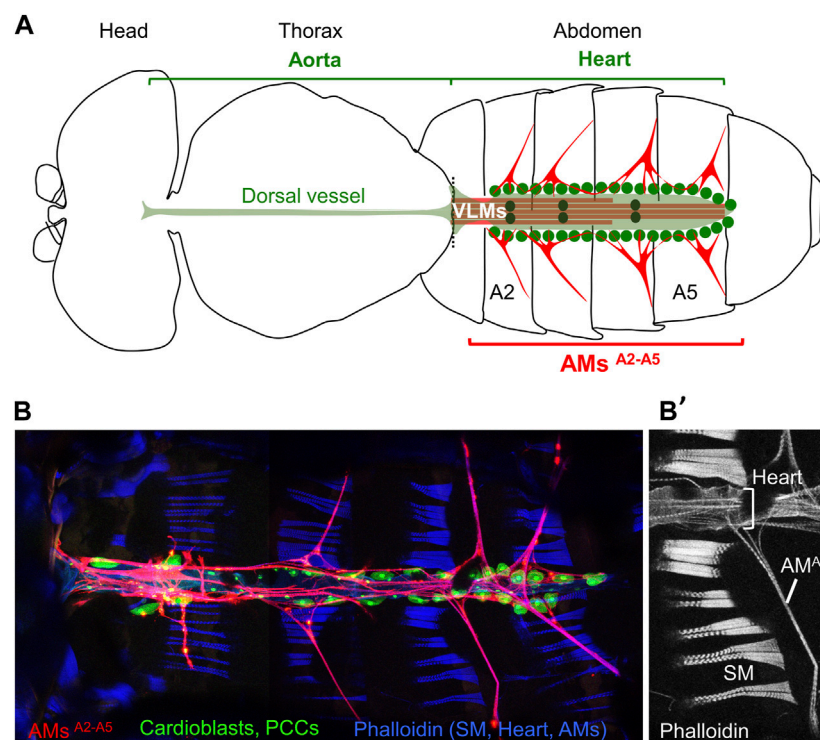 A
Head Thorax Abdomen
Aorta Heart
Dorsal vessel
VLMs
A2 A5
AMs A2-A5
B B′
Heart
AMA
SM
AMs A2-A5 Cardioblasts, PCCs Phalloidin (SM, Heart, AMs) Phalloidin